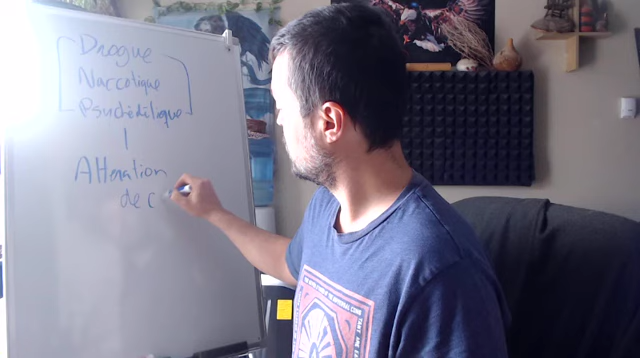 Drogue
Narcotique
Psychédélique
Altération
de c